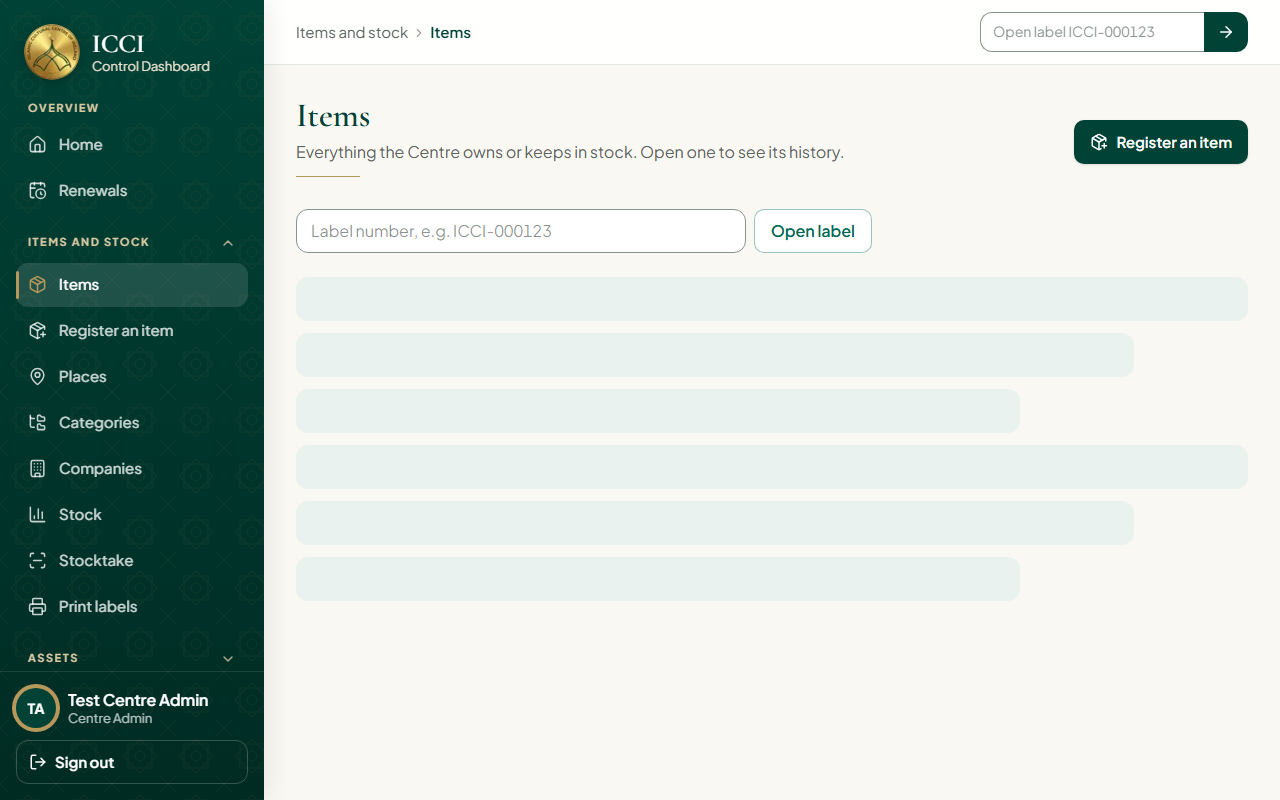 ICCI
Control Dashboard
OVERVIEW
Home
Renewals
ITEMS AND STOCK
Items
Register an item
Places
Categories
Companies
Stock
Stocktake
Print labels
ASSETS
TA
Test Centre Admin
Centre Admin
Sign out
Items and stock > Items
Open label ICCI-000123
Items
Everything the Centre owns or keeps in stock. Open one to see its history.
Register an item
Label number, e.g. ICCI-000123
Open label